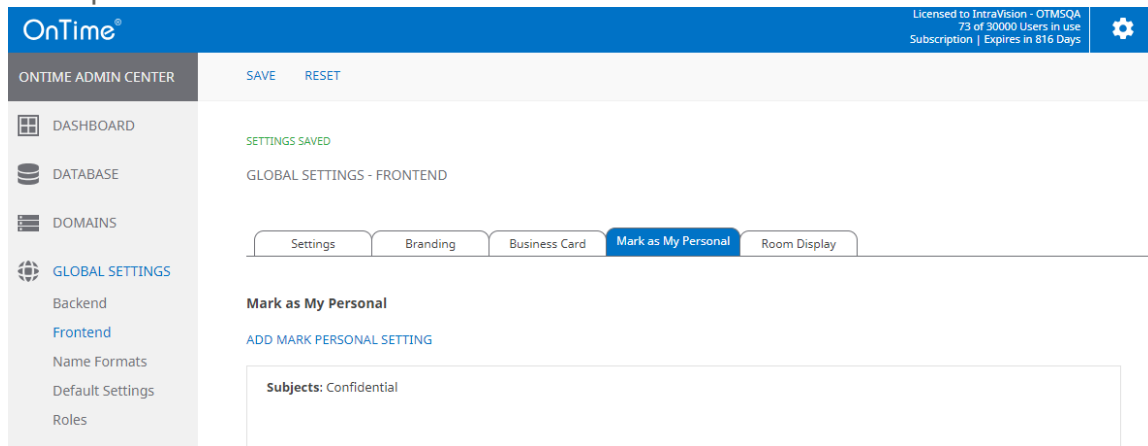 OnTime®
Licensed to IntraVision - OTMSQA
73 of 30000 Users in use
Subscription | Expires in 816 Days
ONTIME ADMIN CENTER
SAVE RESET
DASHBOARD
DATABASE
DOMAINS
GLOBAL SETTINGS
Backend
Frontend
Name Formats
Default Settings
Roles
SETTINGS SAVED
GLOBAL SETTINGS - FRONTEND
Settings Branding Business Card Mark as My Personal Room Display
Mark as My Personal
ADD MARK PERSONAL SETTING
Subjects: Confidential